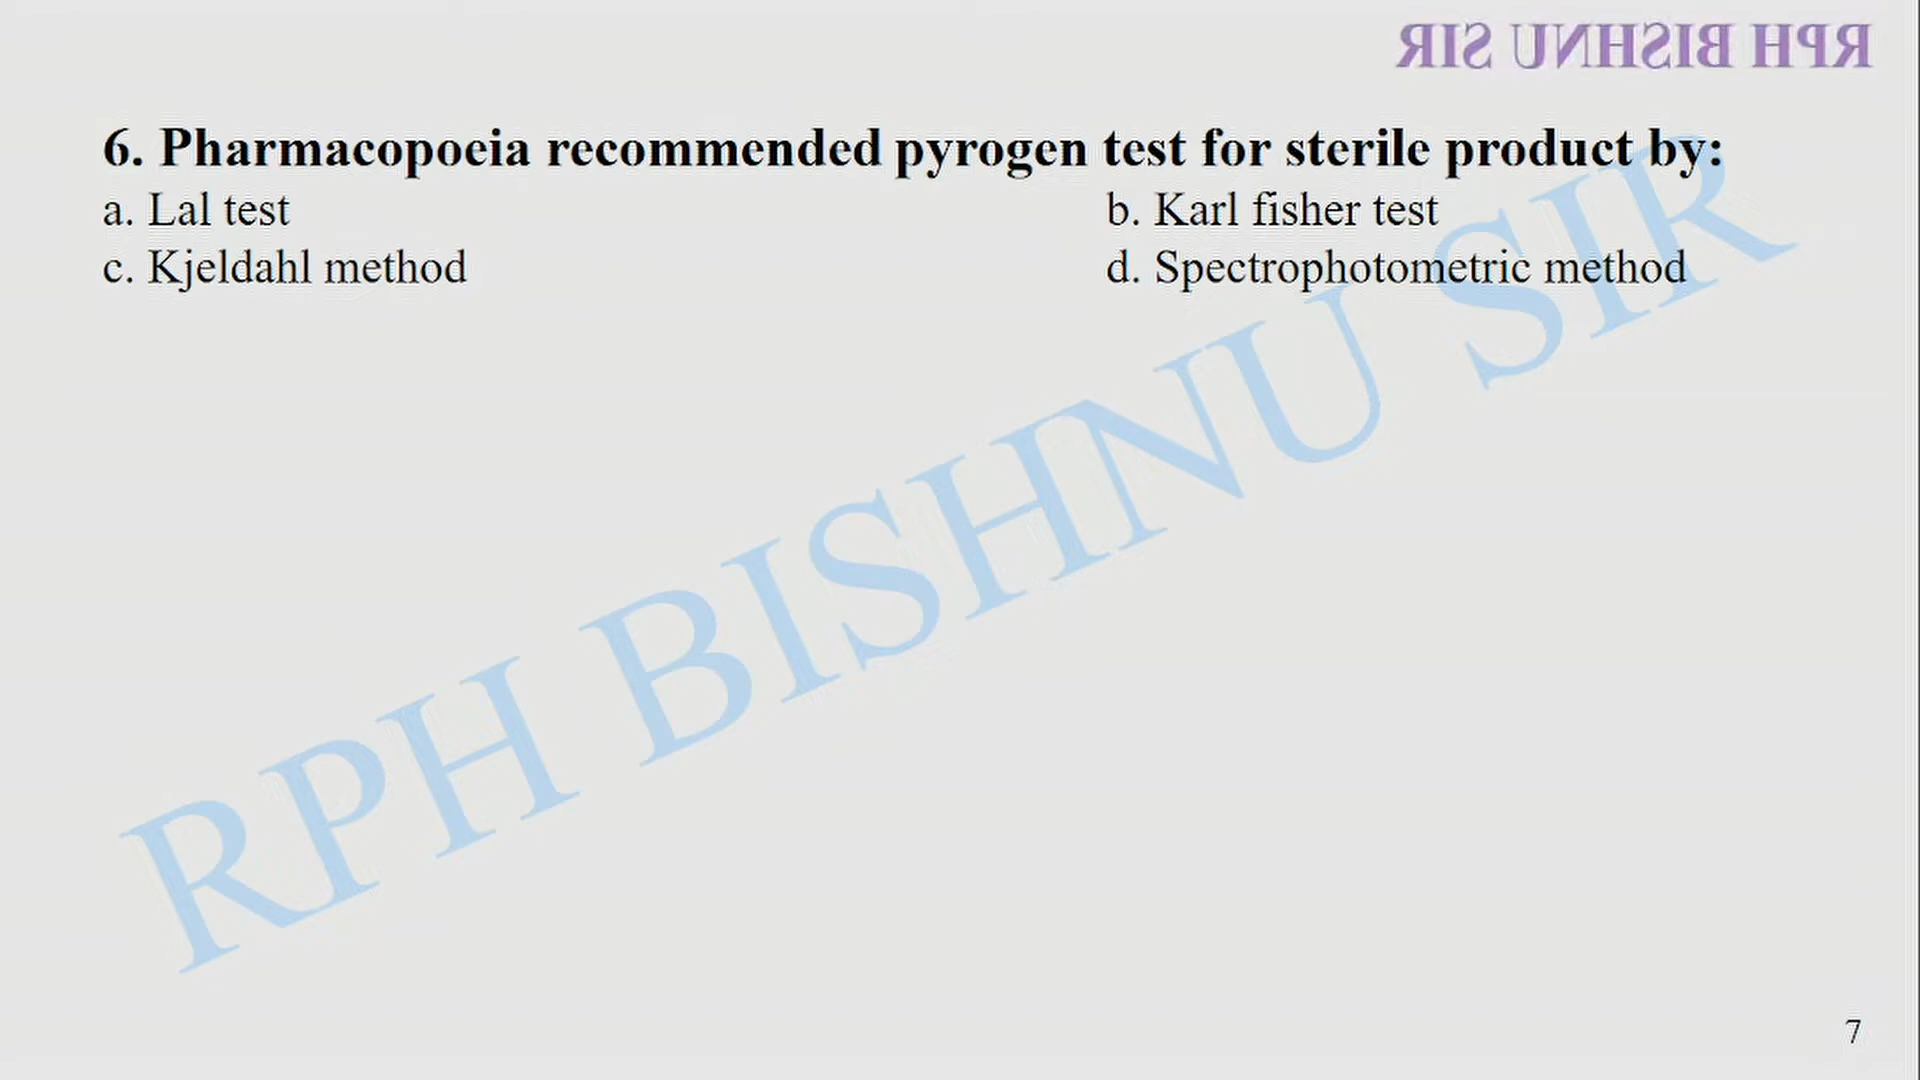 RPH BISHNU SIR
6. Pharmacopoeia recommended pyrogen test for sterile product by:
a. Lal test
b. Karl fisher test
c. Kjeldahl method
d. Spectrophotometric method
RPH BISHNU SIR
7